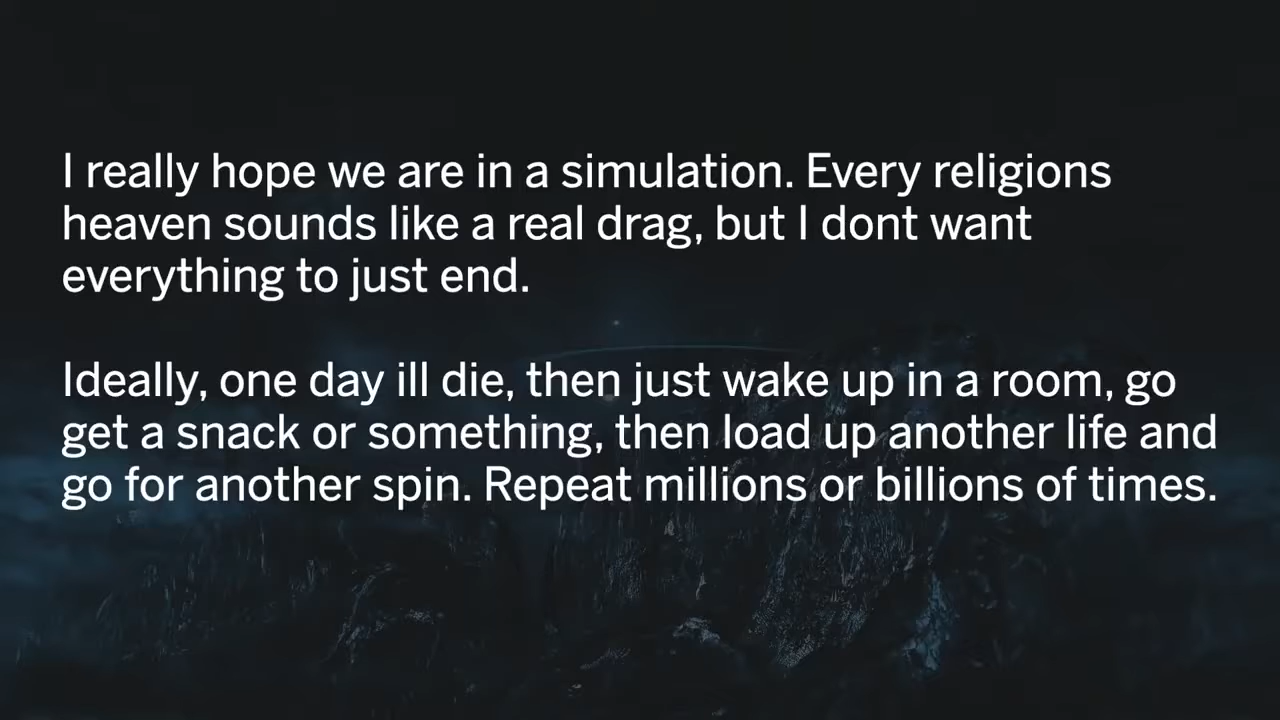 I really hope we are in a simulation. Every religions
heaven sounds like a real drag, but I dont want
everything to just end.
Ideally, one day ill die, then just wake up in a room, go
get a snack or something, then load up another life and
go for another spin. Repeat millions or billions of times.